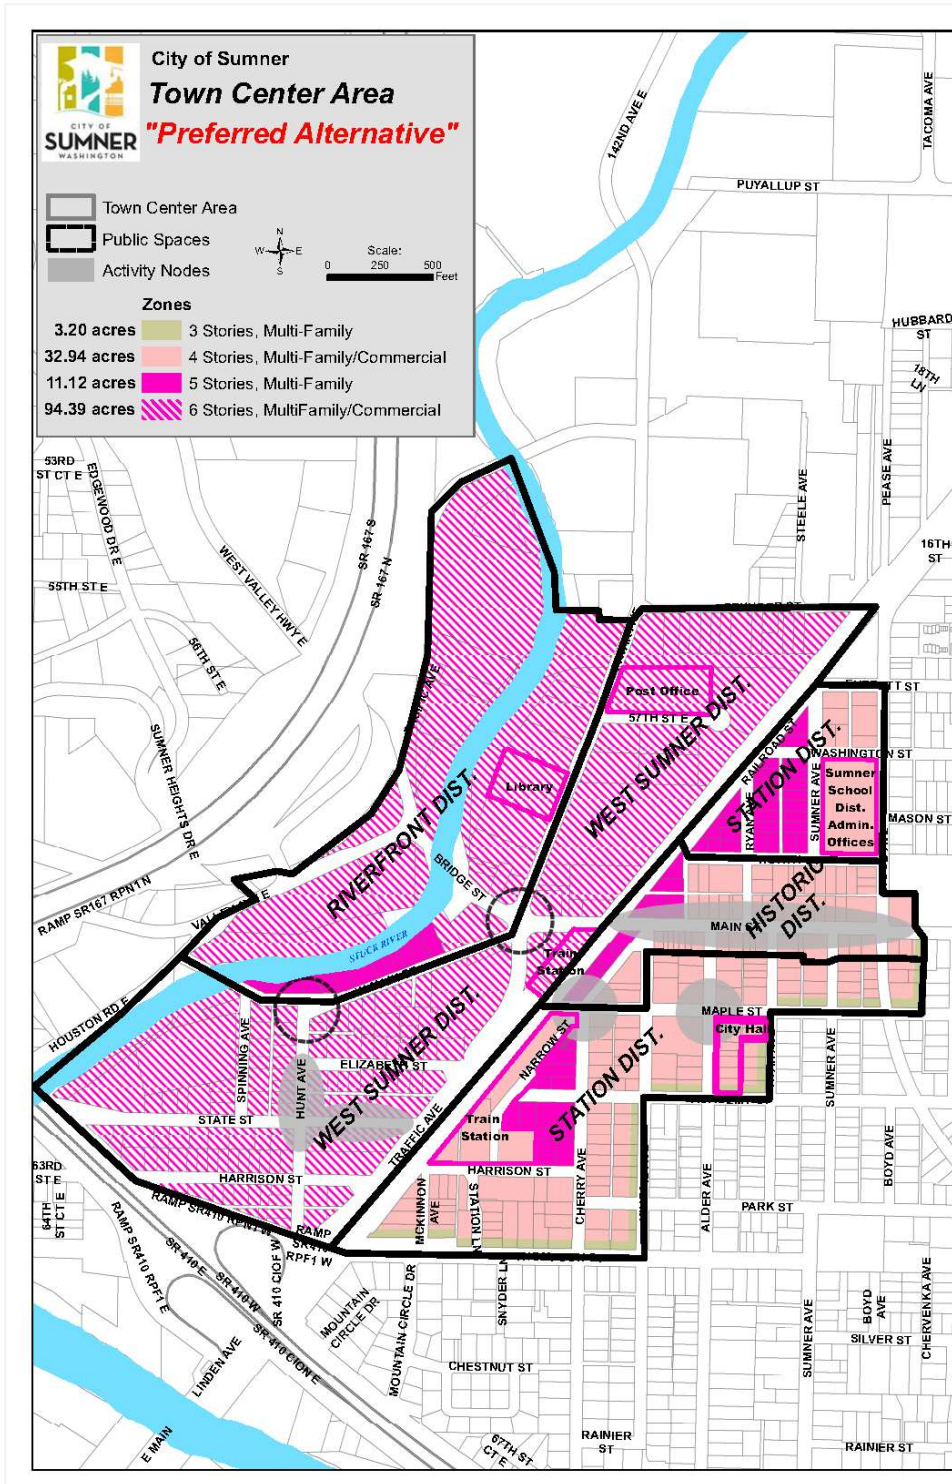 City of Sumner
Town Center Area
"Preferred Alternative"
CITY OF
SUMNER
WASHINGTON
Town Center Area
Public Spaces
Activity Nodes
N
W E
S
Scale:
0 250 500
Feet
Zones
3.20 acres 3 Stories, Multi-Family
32.94 acres 4 Stories, Multi-Family/Commercial
11.12 acres 5 Stories, Multi-Family
94.39 acres 6 Stories, MultiFamily/Commercial
142ND AVE E
TACOMA AVE
PUYALLUP ST
HUBBARD
ST
18TH
LN
PEASE AVE
STEELE AVE
16TH
ST
53RD
ST CT E
EDGEWOOD DR E
WEST VALLEY HWY E
SR 167 S
SR 167 N
55TH ST E
56TH ST E
SUMNER HEIGHTS DR E
RAMP SR167 RPN1 N
HOUSTON RD E
Post Office
57TH ST E
WEST SUMNER DIST.
RAILROAD ST
STATION DIST.
WASHINGTON ST
Sumner
School
Dist.
Admin.
Offices
SUMNER AVE
MASON ST
Library
RIVERFRONT DIST.
BRIDGE ST
STUCK RIVER
HISTORIC
DIST.
MAIN
Train
Station
MAPLE ST
City Hall
NARROW ST
STATION DIST.
SPINNING AVE
HUNT AVE
ELIZABETH ST
WEST SUMNER DIST.
STATE ST
TRAFFIC AVE
Train
Station
HARRISON ST
HARRISON ST
MCKINNON
AVE
STATION LN
CHERRY AVE
ALDER AVE
PARK ST
SUMNER AVE
BOYD AVE
63RD
ST E
64TH
ST CT E
RAMP SR410 RPN1 W
RAMP
SR410
RPF1 W
RAMP SR410 RPF1 E
SR 410 E
SR 410 W
SR 410 CIOF W
SR 410 CION E
MOUNTAIN
CIRCLE DR
MOUNTAIN CIRCLE DR
LINDEN AVE
SNYDER LN
CHESTNUT ST
SUMNER AVE
BOYD
AVE
SILVER ST
CHERVENKA AVE
E MAIN
67TH ST
CT E
RAINIER
ST
RAINIER ST